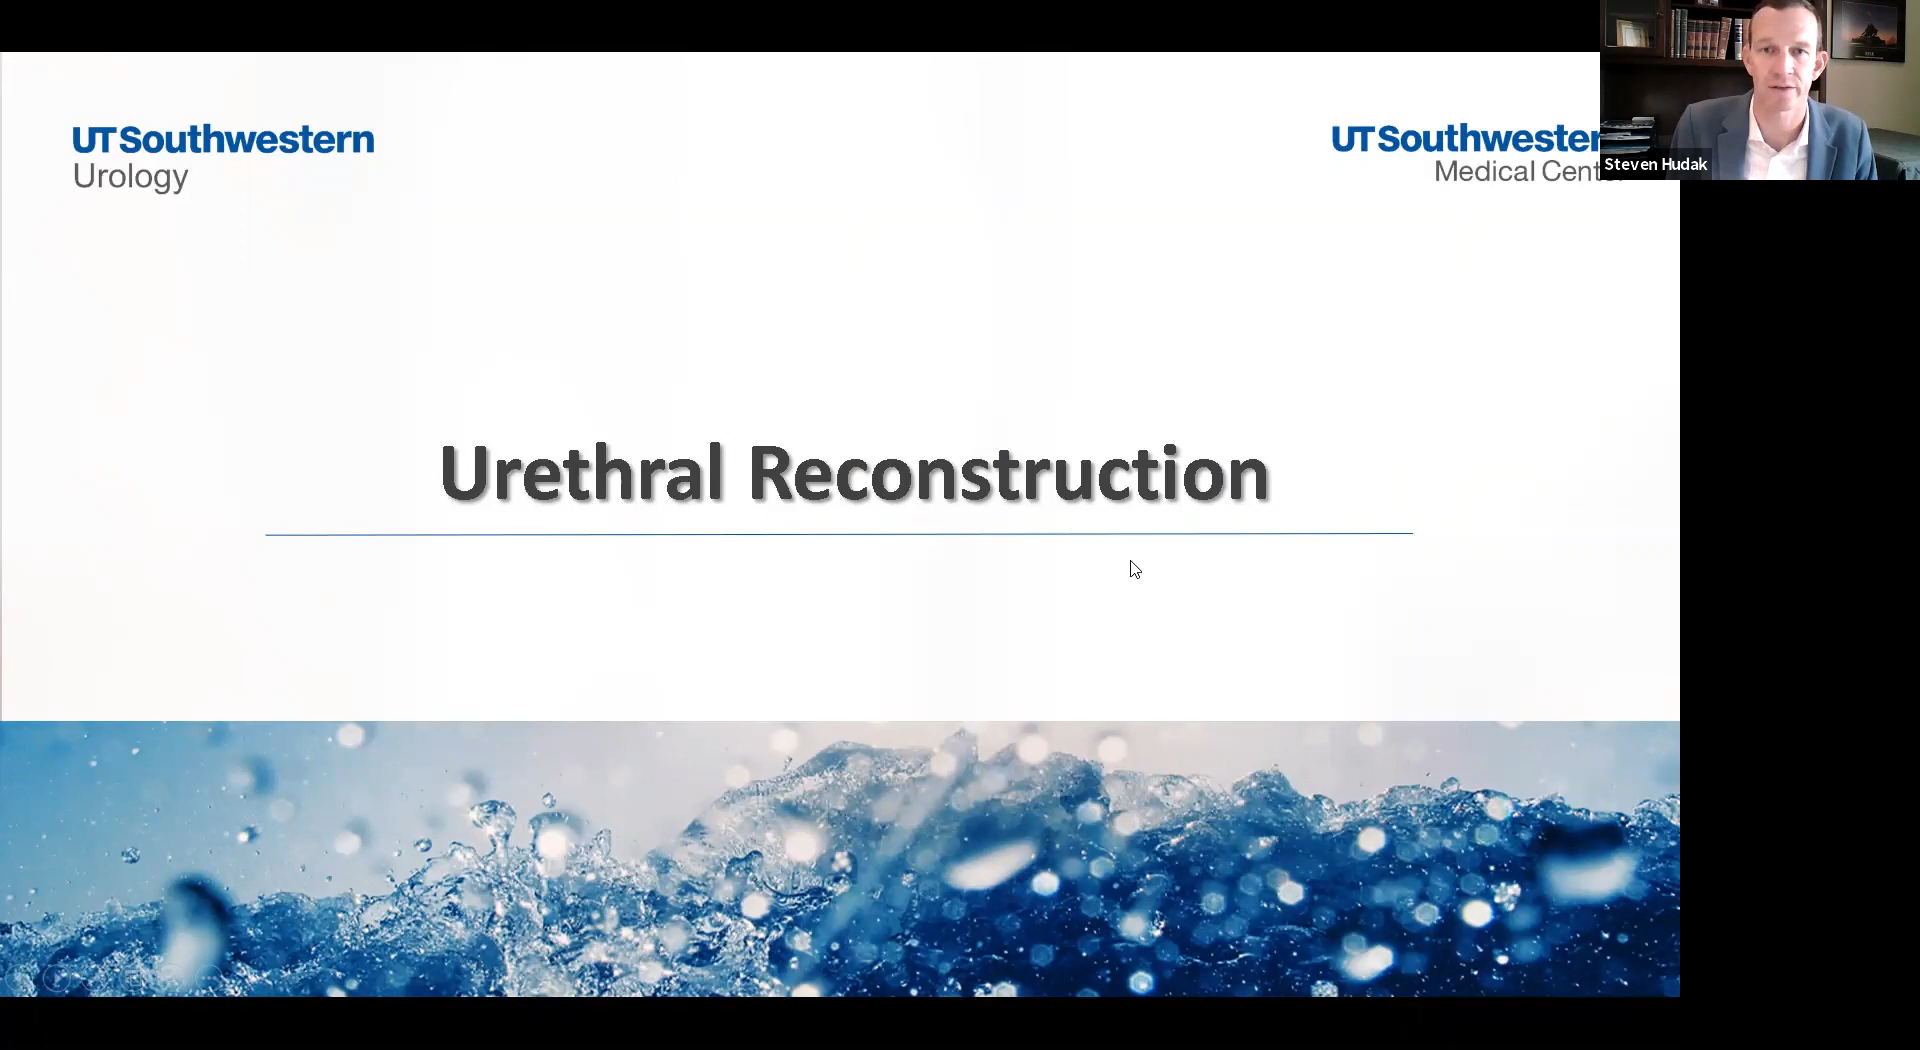 UTSouthwestern
Urology
UTSouthwester
Medical Cent
Steven Hudak
Urethral Reconstruction